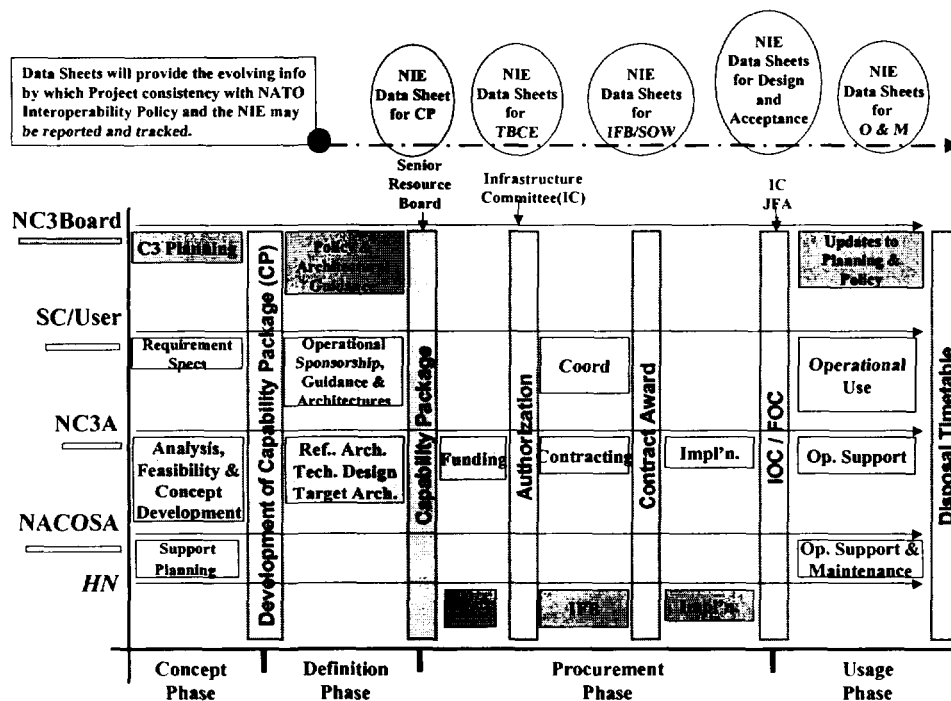 Data Sheets will provide the evolving info
by which Project consistency with NATO
Interoperability Policy and the NIE may
be reported and tracked.
NIE
Data Sheet
for CP
NIE
Data Sheets
for
TBCE
NIE
Data Sheets
for
IFB/SOW
NIE
Data Sheets
for Design
and
Acceptance
NIE
Data Sheets
for
O & M
Senior
Resource
Board
Infrastructure
Committee(IC)
IC
JFA
NC3Board
C3 Planning
Policy &
Architectural
Guidance
Updates to
Planning &
Policy
SC/User
Requirement
Specs
Operational
Sponsorship,
Guidance &
Architectures
Coord
Operational
Use
NC3A
Analysis,
Feasibility &
Concept
Development
Ref.. Arch.
Tech. Design
Target Arch.
Funding
Contracting
Impl'n.
Op. Support
NACOSA
Support
Planning
Op. Support &
Maintenance
HN
IFB
Impl'n.
Development of Capability Package (CP)
Capability Package
Authorization
Contract Award
IOC / FOC
Disposal Timetable
Concept
Phase
Definition
Phase
Procurement
Phase
Usage
Phase